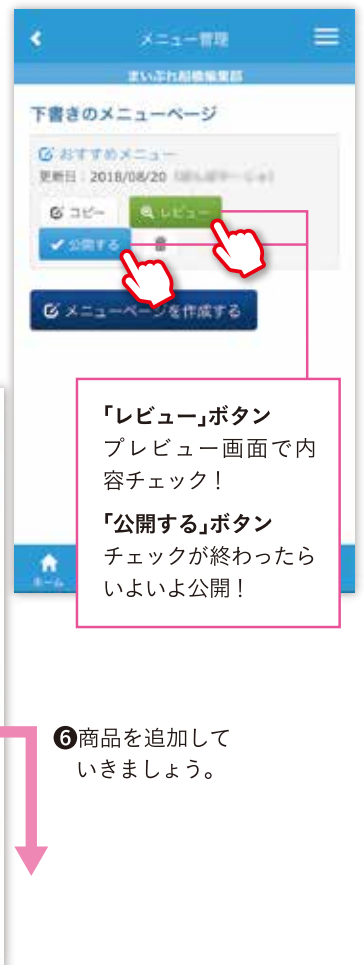 メニュー管理
まいぷれ船橋編集部
下書きのメニューページ
おすすめメニュー
更新日：2018/08/20
コピー
レビュー
公開する
メニューページを作成する
「レビュー」ボタン
プレビュー画面で内
容チェック！
「公開する」ボタン
チェックが終わったら
いよいよ公開！
ホーム
❻商品を追加して
いきましょう。